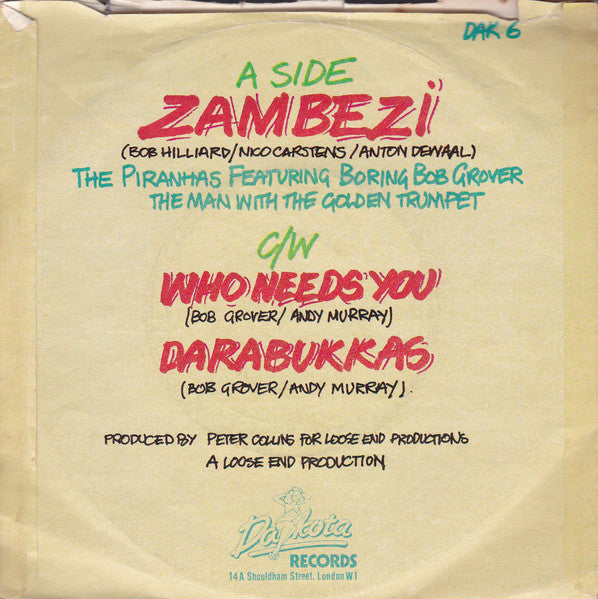 DAK 6
A SIDE
ZAMBEZI
(BOB HILLIARD/NICO CARSTENS/ANTON DEWAAL)
THE PIRANHAS FEATURING BORING BOB GROVER
THE MAN WITH THE GOLDEN TRUMPET
C/W
WHO NEEDS YOU
(BOB GROVER/ANDY MURRAY)
DARABUKKAS
(BOB GROVER/ANDY MURRAY).
PRODUCED BY PETER COLLINS FOR LOOSE END PRODUCTIONS
A LOOSE END PRODUCTION
Dakota
RECORDS
14A Shouldham Street. London W1